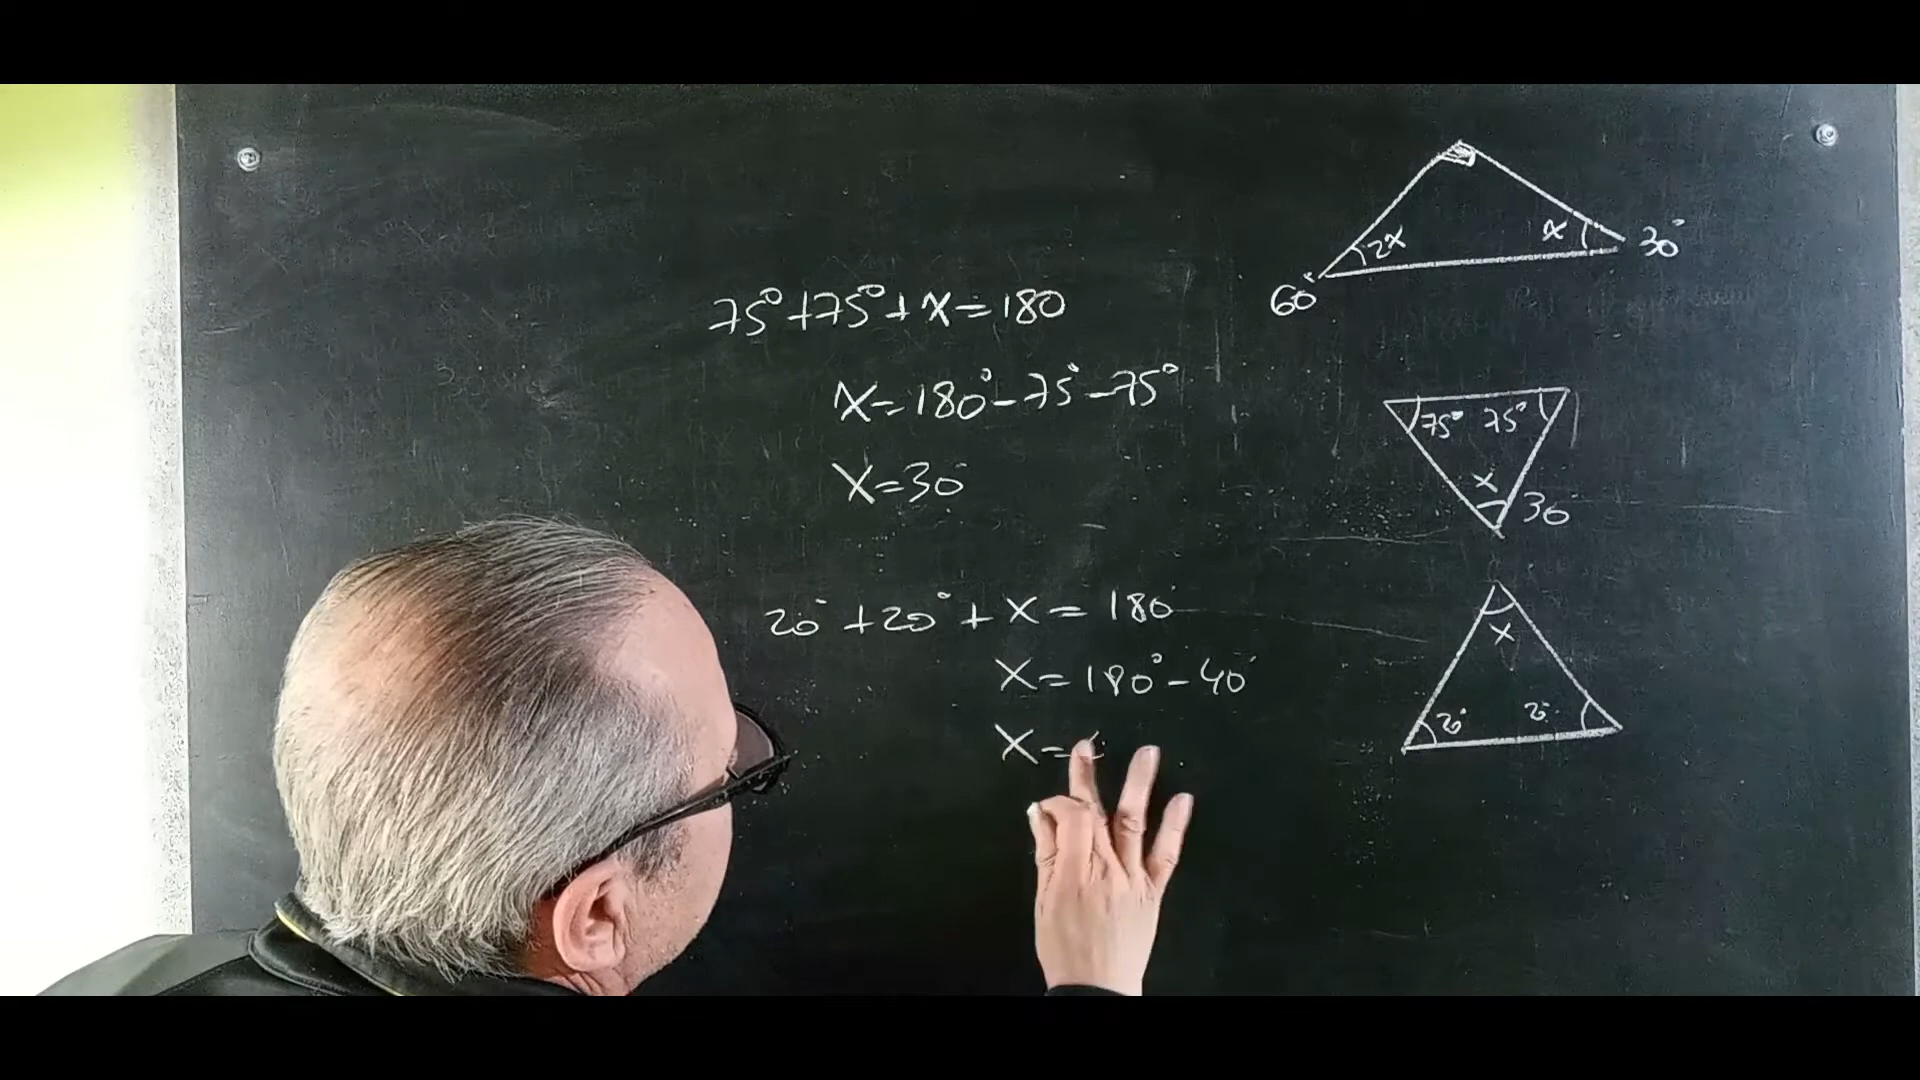 2x
x
30°
60°
75°+75°+x=180
x=180°-75°-75°
x=30°
75° 75°
x
30
20°+20°+x=180°
x=180°-40°
x=
x
20° 20°